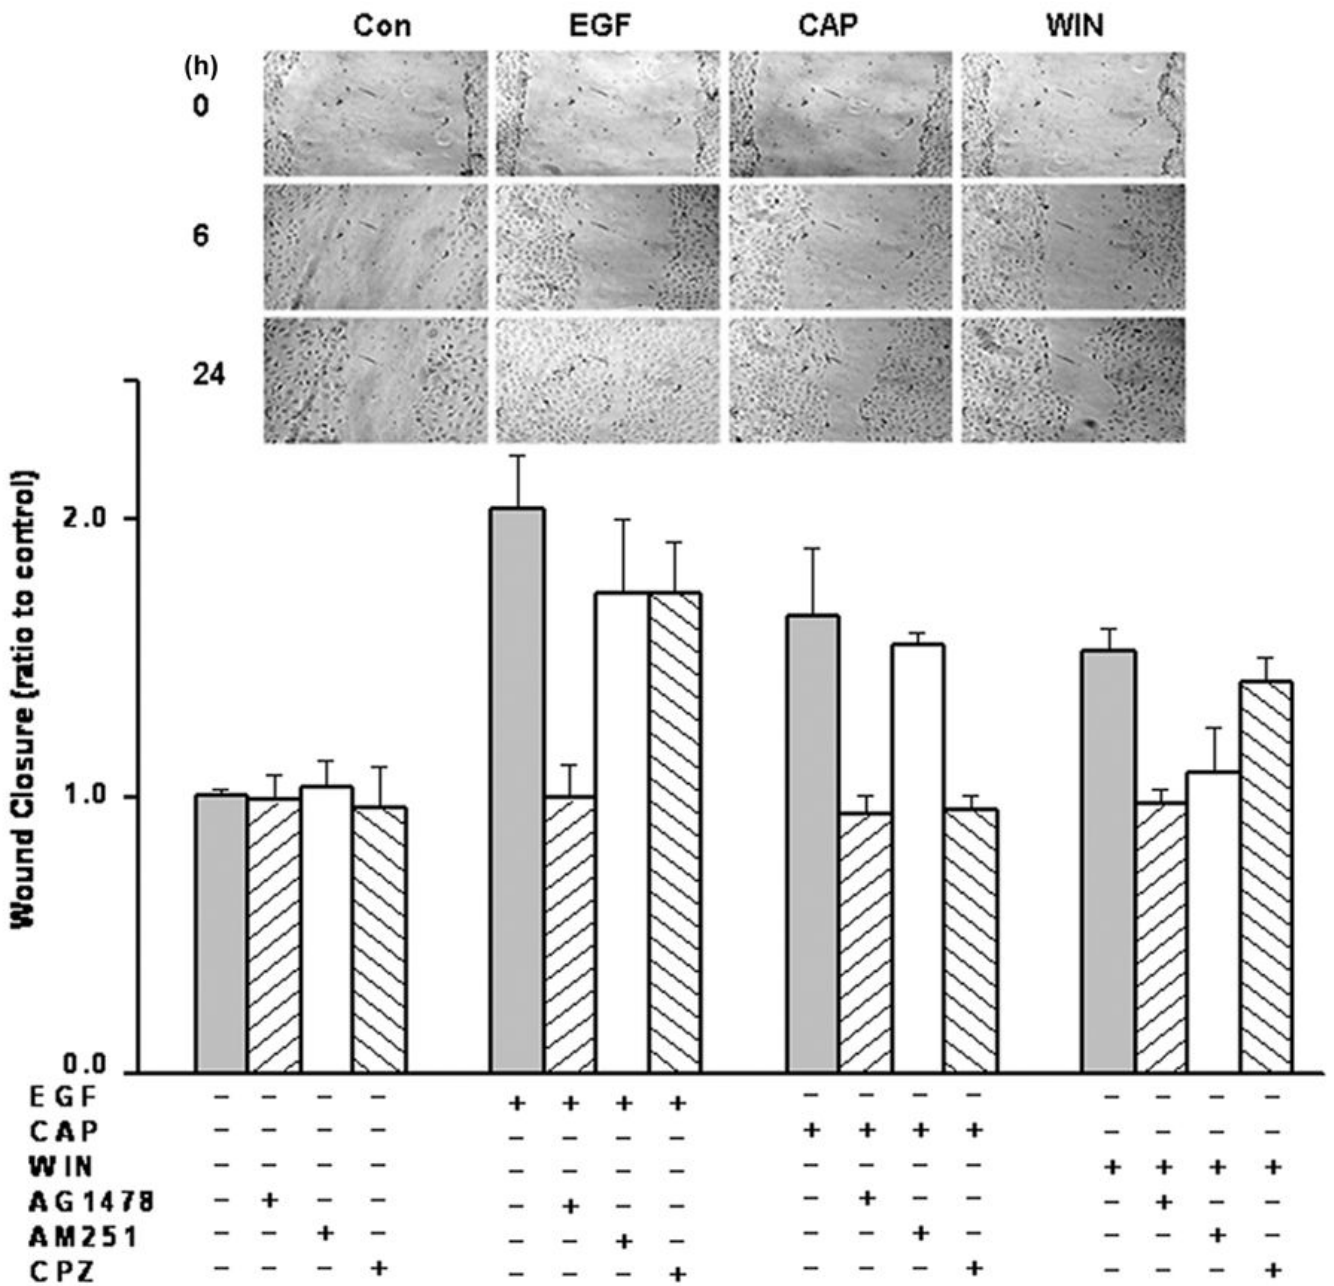 Con EGF CAP WIN
(h)
0
6
24
Wound Closure (ratio to control)
2.0
1.0
0.0
EGF - - - - + + + + - - - - - - - -
CAP - - - - - - - - + + + + - - - -
WIN - - - - - - - - - - - - + + + +
AG1478 - + - - - + - - - + - - - + - -
AM251 - - + - - - + - - - + - - - + -
CPZ - - - + - - - + - - - + - - - +